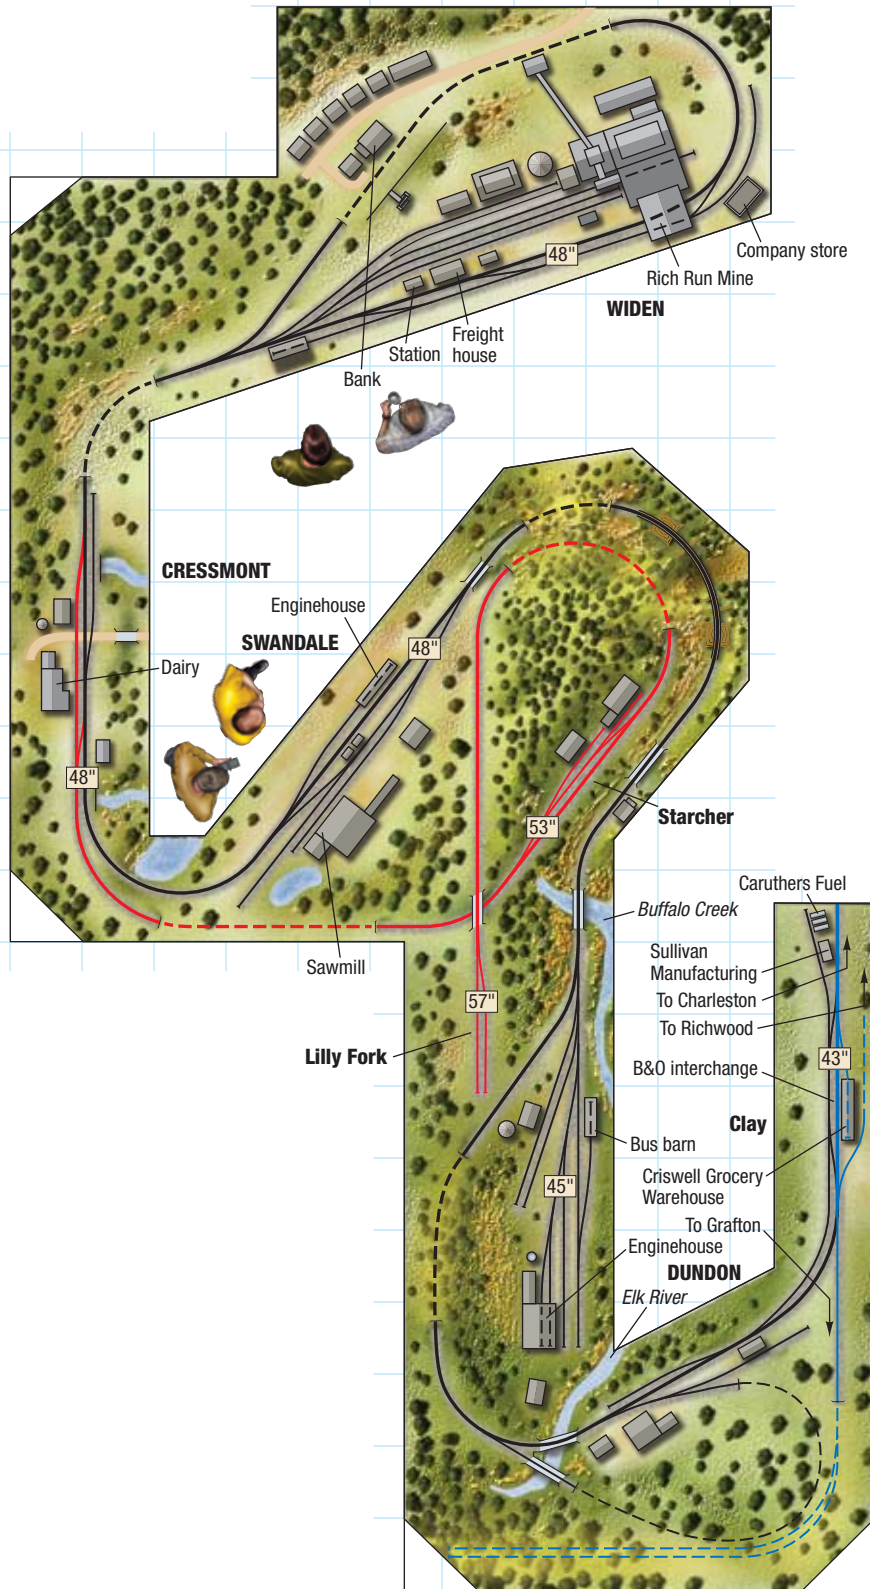 Company store
48"
Rich Run Mine
WIDEN
Freight
house
Station
Bank
CRESSMONT
Enginehouse
SWANDALE
48"
Dairy
48"
Starcher
53"
Caruthers Fuel
Buffalo Creek
Sullivan
Manufacturing
Sawmill
To Charleston
57"
To Richwood
Lilly Fork
43"
B&O interchange
Clay
Bus barn
Criswell Grocery
Warehouse
45"
To Grafton
Enginehouse
DUNDON
Elk River